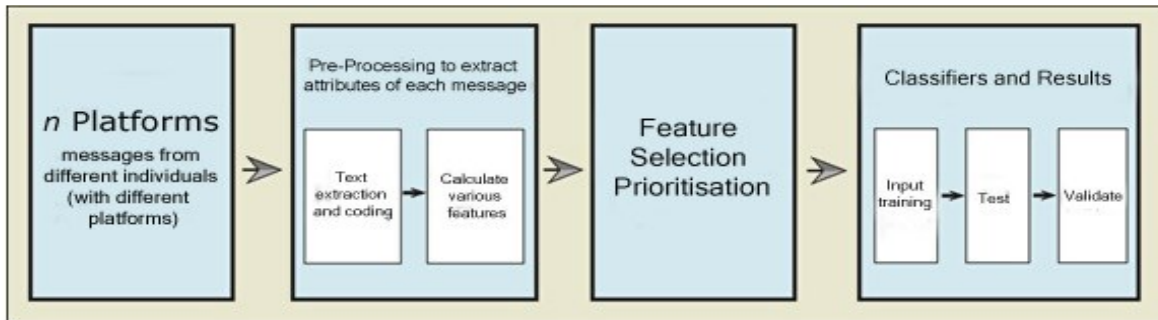 n Platforms
messages from
different individuals
(with different
platforms)
Pre-Processing to extract
attributes of each message
Text
extraction
and coding
Calculate
various
features
Feature
Selection
Prioritisation
Classifiers and Results
Input
training
Test
Validate